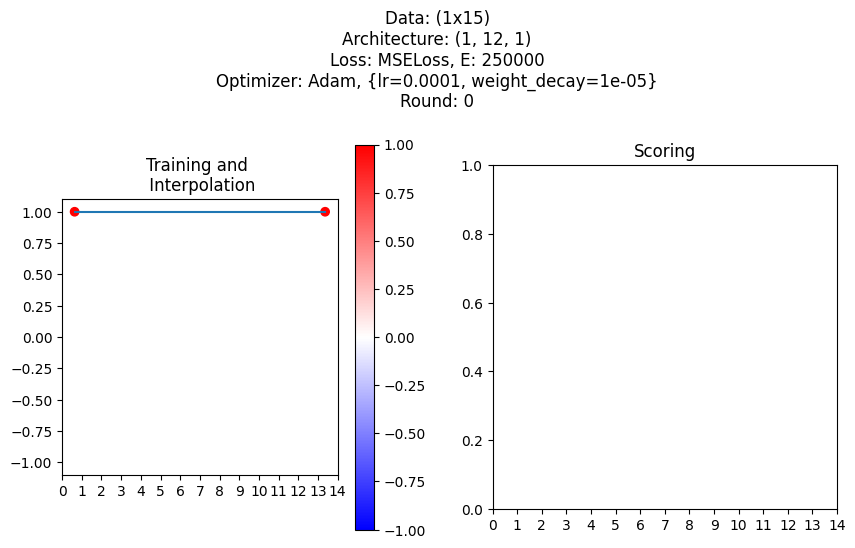 Data: (1x15)
Architecture: (1, 12, 1)
Loss: MSELoss, E: 250000
Optimizer: Adam, {lr=0.0001, weight_decay=1e-05}
Round: 0
Training and
Interpolation
1.00
0.75
0.50
0.25
0.00
−0.25
−0.50
−0.75
−1.00
0 1 2 3 4 5 6 7 8 9 10 11 12 13 14
1.00
0.75
0.50
0.25
0.00
−0.25
−0.50
−0.75
−1.00
Scoring
1.0
0.8
0.6
0.4
0.2
0.0
0 1 2 3 4 5 6 7 8 9 10 11 12 13 14